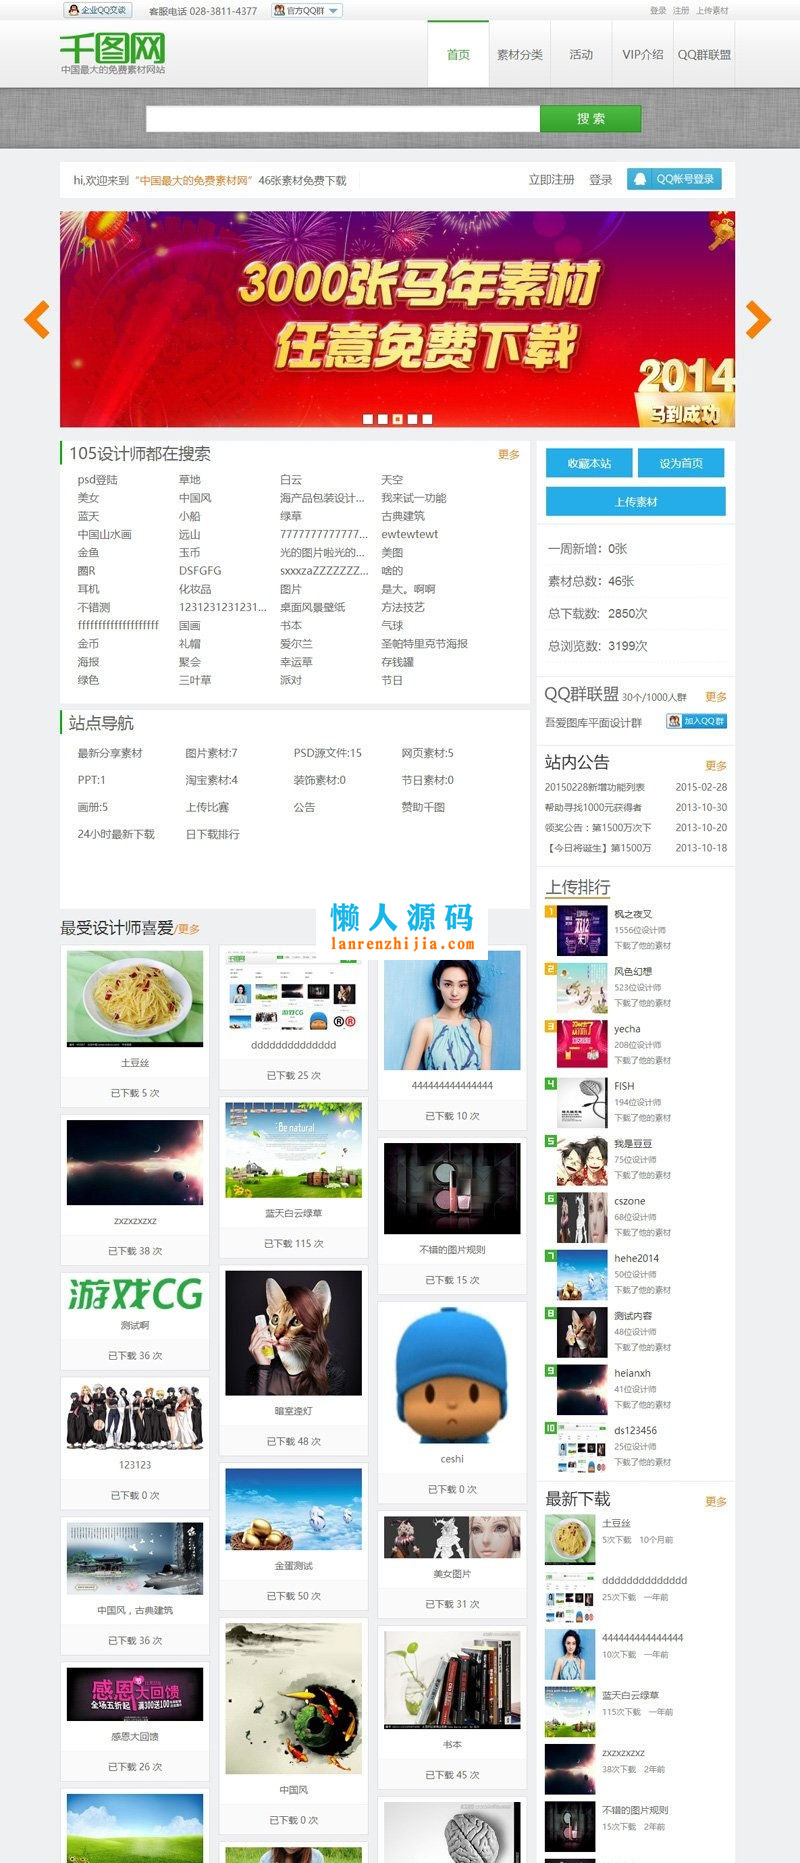 企业QQ交谈
客服电话 028-3811-4377
官方QQ群
登录 注册 上传素材
千图网
中国最大的免费素材网站
首页 素材分类 活动 VIP介绍 QQ群联盟
搜 索
hi,欢迎来到“中国最大的免费素材网”46张素材免费下载
立即注册 登录 QQ帐号登录
3000张马年素材
任意免费下载
2014
马到成功
105设计师都在搜索 更多
psd登陆 草地 白云 天空
美女 中国风 海产品包装设计... 我来试一功能
蓝天 小船 绿草 古典建筑
中国山水画 远山 7777777777777... ewtewtewt
金鱼 玉币 光的图片啦光的... 美图
圈R DSFGFG sxxxzaZZZZZZZ... 啥的
耳机 化妆品 图片 是大。啊啊
不错测 1231231231231... 桌面风景壁纸 方法技艺
ffffffffffffffffffff 国画 书本 气球
金币 礼帽 爱尔兰 圣帕特里克节海报
海报 聚会 幸运草 存钱罐
绿色 三叶草 派对 节日
收藏本站 设为首页
上传素材
一周新增：0张
素材总数：46张
总下载数：2850次
总浏览数：3199次
QQ群联盟 30个/1000人群 更多
吾爱图库平面设计群 加入QQ群
站点导航
最新分享素材 图片素材:7 PSD源文件:15 网页素材:5
PPT:1 淘宝素材:4 装饰素材:0 节日素材:0
画册:5 上传比赛 公告 赞助千图
24小时最新下载 日下载排行
站内公告 更多
20150228新增功能列表 2015-02-28
帮助寻找1000元获得者 2013-10-30
领奖公告：第1500万次下 2013-10-20
【今日将诞生】第1500万 2013-10-18
懒人源码
lanrenzhijia.com
最受设计师喜爱/更多
土豆丝
已下载 5 次
zxzxzxzxz
已下载 38 次
游戏CG
测试啊
已下载 36 次
123123
已下载 0 次
中国风，古典建筑
已下载 36 次
感恩大回馈
全场五折起 满300送100
感恩大回馈
已下载 26 次
dddddddddddddd
已下载 25 次
Be natural
蓝天白云绿草
已下载 115 次
暗室逢灯
已下载 48 次
金蛋测试
已下载 50 次
中国风
已下载 0 次
444444444444444
已下载 10 次
不错的图片规则
已下载 15 次
ceshi
已下载 0 次
美女图片
已下载 31 次
书本
已下载 45 次
上传排行
1 枫之夜叉
1556位设计师
下载了他的素材
2 风色幻想
523位设计师
下载了他的素材
3 yecha
208位设计师
下载了他的素材
4 FISH
194位设计师
下载了他的素材
5 我是豆豆
75位设计师
下载了他的素材
6 cszone
68位设计师
下载了他的素材
7 hehe2014
50位设计师
下载了他的素材
8 测试内容
48位设计师
下载了他的素材
9 heianxh
41位设计师
下载了他的素材
10 ds123456
25位设计师
下载了他的素材
最新下载 更多
土豆丝
5次下载 10个月前
dddddddddddddd
25次下载 一年前
444444444444444
10次下载 一年前
蓝天白云绿草
115次下载 一年前
zxzxzxzxz
38次下载 2年前
不错的图片规则
15次下载 2年前